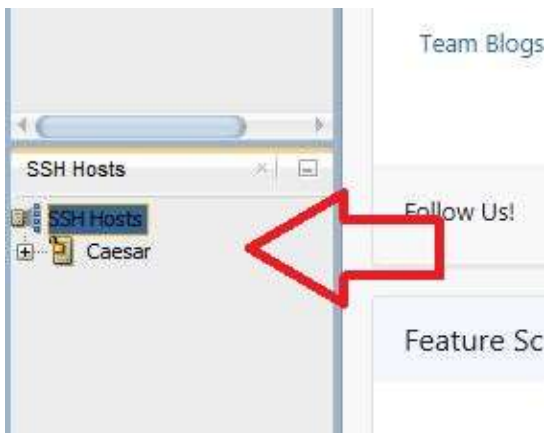 Team Blogs
SSH Hosts
SSH Hosts
Caesar
Follow Us!
Feature Sc